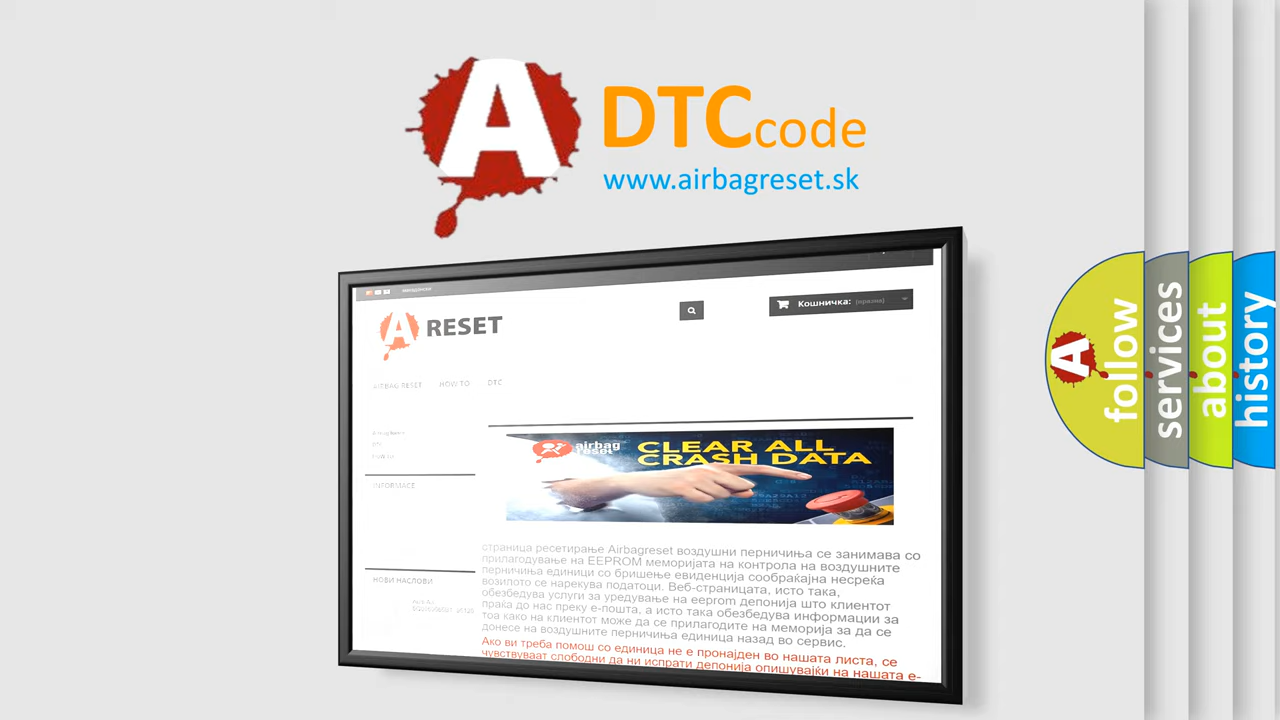 A
DTC code
www.airbagreset.sk
A RESET
Кошничка: (празна)
AIRBAG RESET HOW TO DTC
INFORMACE
airbag reset
CLEAR ALL
CRASH DATA
НОВИ НАСЛОВИ
страница ресетирање Airbagreset воздушни перничиња се занимава со
прилагодување на EEPROM меморијата на контрола на воздушните
перничиња единици со бришење евиденција сообраќајна несреќа
возилото се нарекува податоци. Веб-страницата, исто така,
обезбедува услуги за уредување на eeprom депонија што клиентот
праќа до нас преку е-пошта, а исто така обезбедува информации за
тоа како на клиентот може да се прилагодите на меморија за да се
донесе на воздушните перничиња единица назад во сервис.
Ако ви треба помош со единица не е пронајден во нашата листа, се
чувствуваат слободни да ни испрати депонија опишувајќи на нашата е-
A
follow
services
about
history